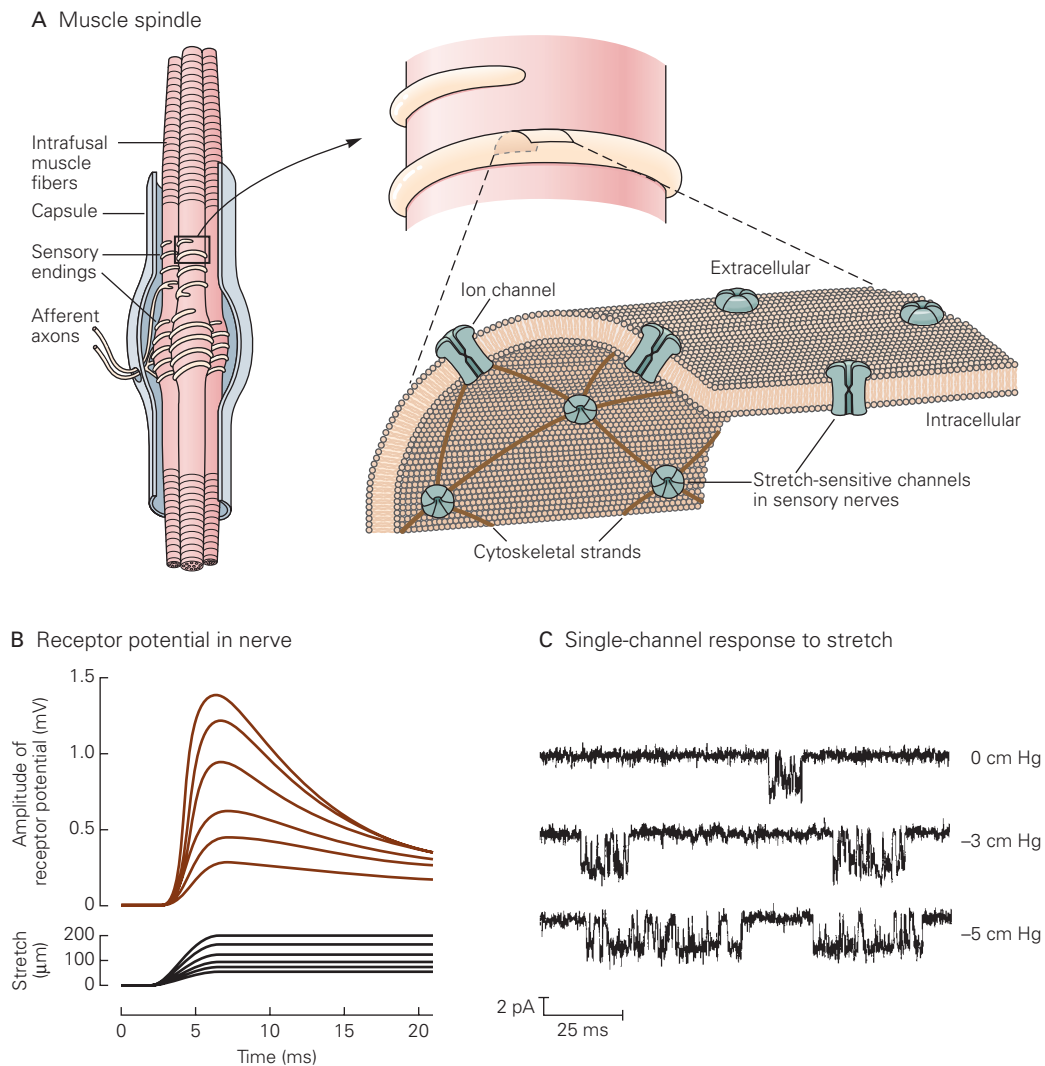 A Muscle spindle
Intrafusal
muscle
fibers
Capsule
Sensory
endings
Afferent
axons
Ion channel
Extracellular
Intracellular
Stretch-sensitive channels
in sensory nerves
Cytoskeletal strands
B Receptor potential in nerve
Amplitude of
receptor potential (mV)
1.5
1.0
0.5
0
Stretch
(μm)
200
100
0
0 5 10 15 20
Time (ms)
C Single-channel response to stretch
0 cm Hg
–3 cm Hg
–5 cm Hg
2 pA
25 ms